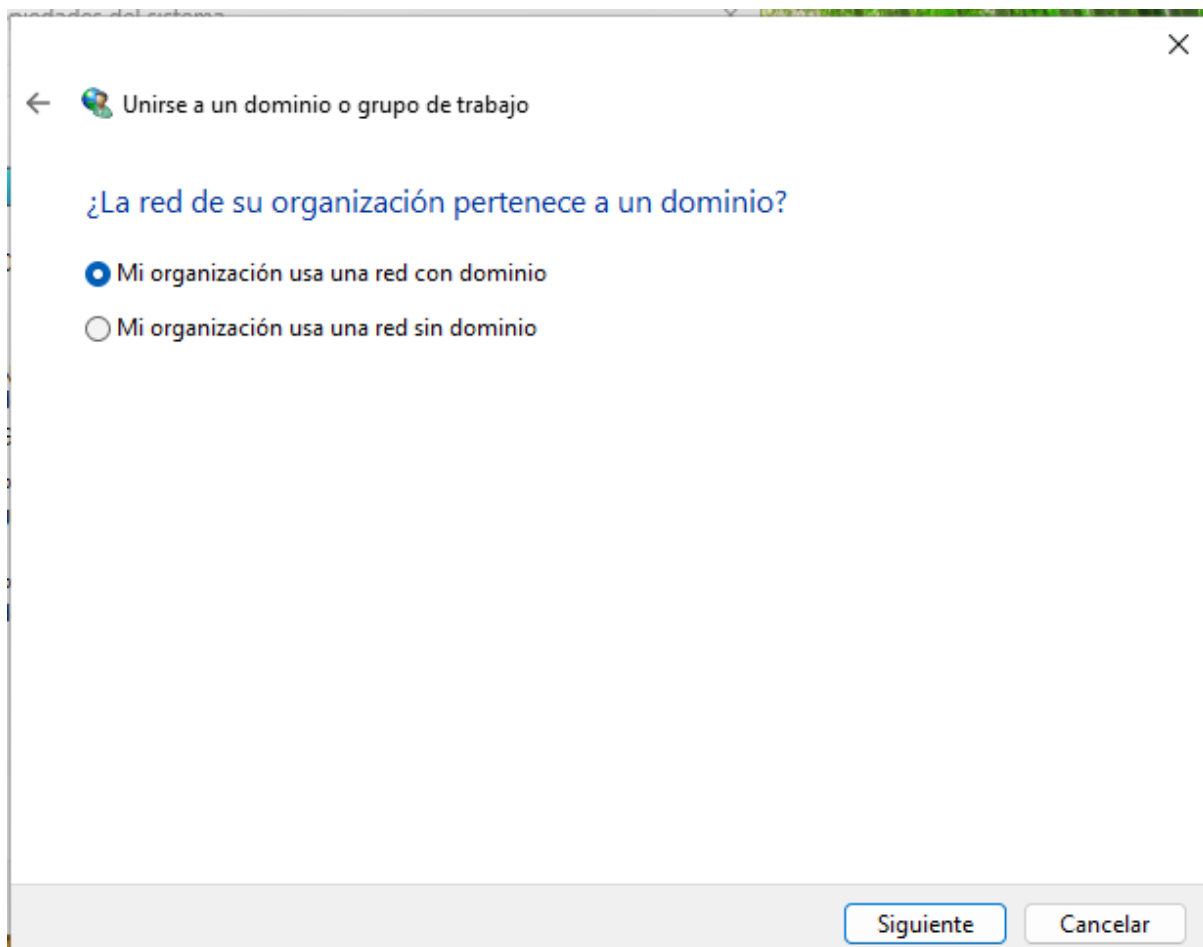 Unirse a un dominio o grupo de trabajo
¿La red de su organización pertenece a un dominio?
Mi organización usa una red con dominio
Mi organización usa una red sin dominio
Siguiente
Cancelar